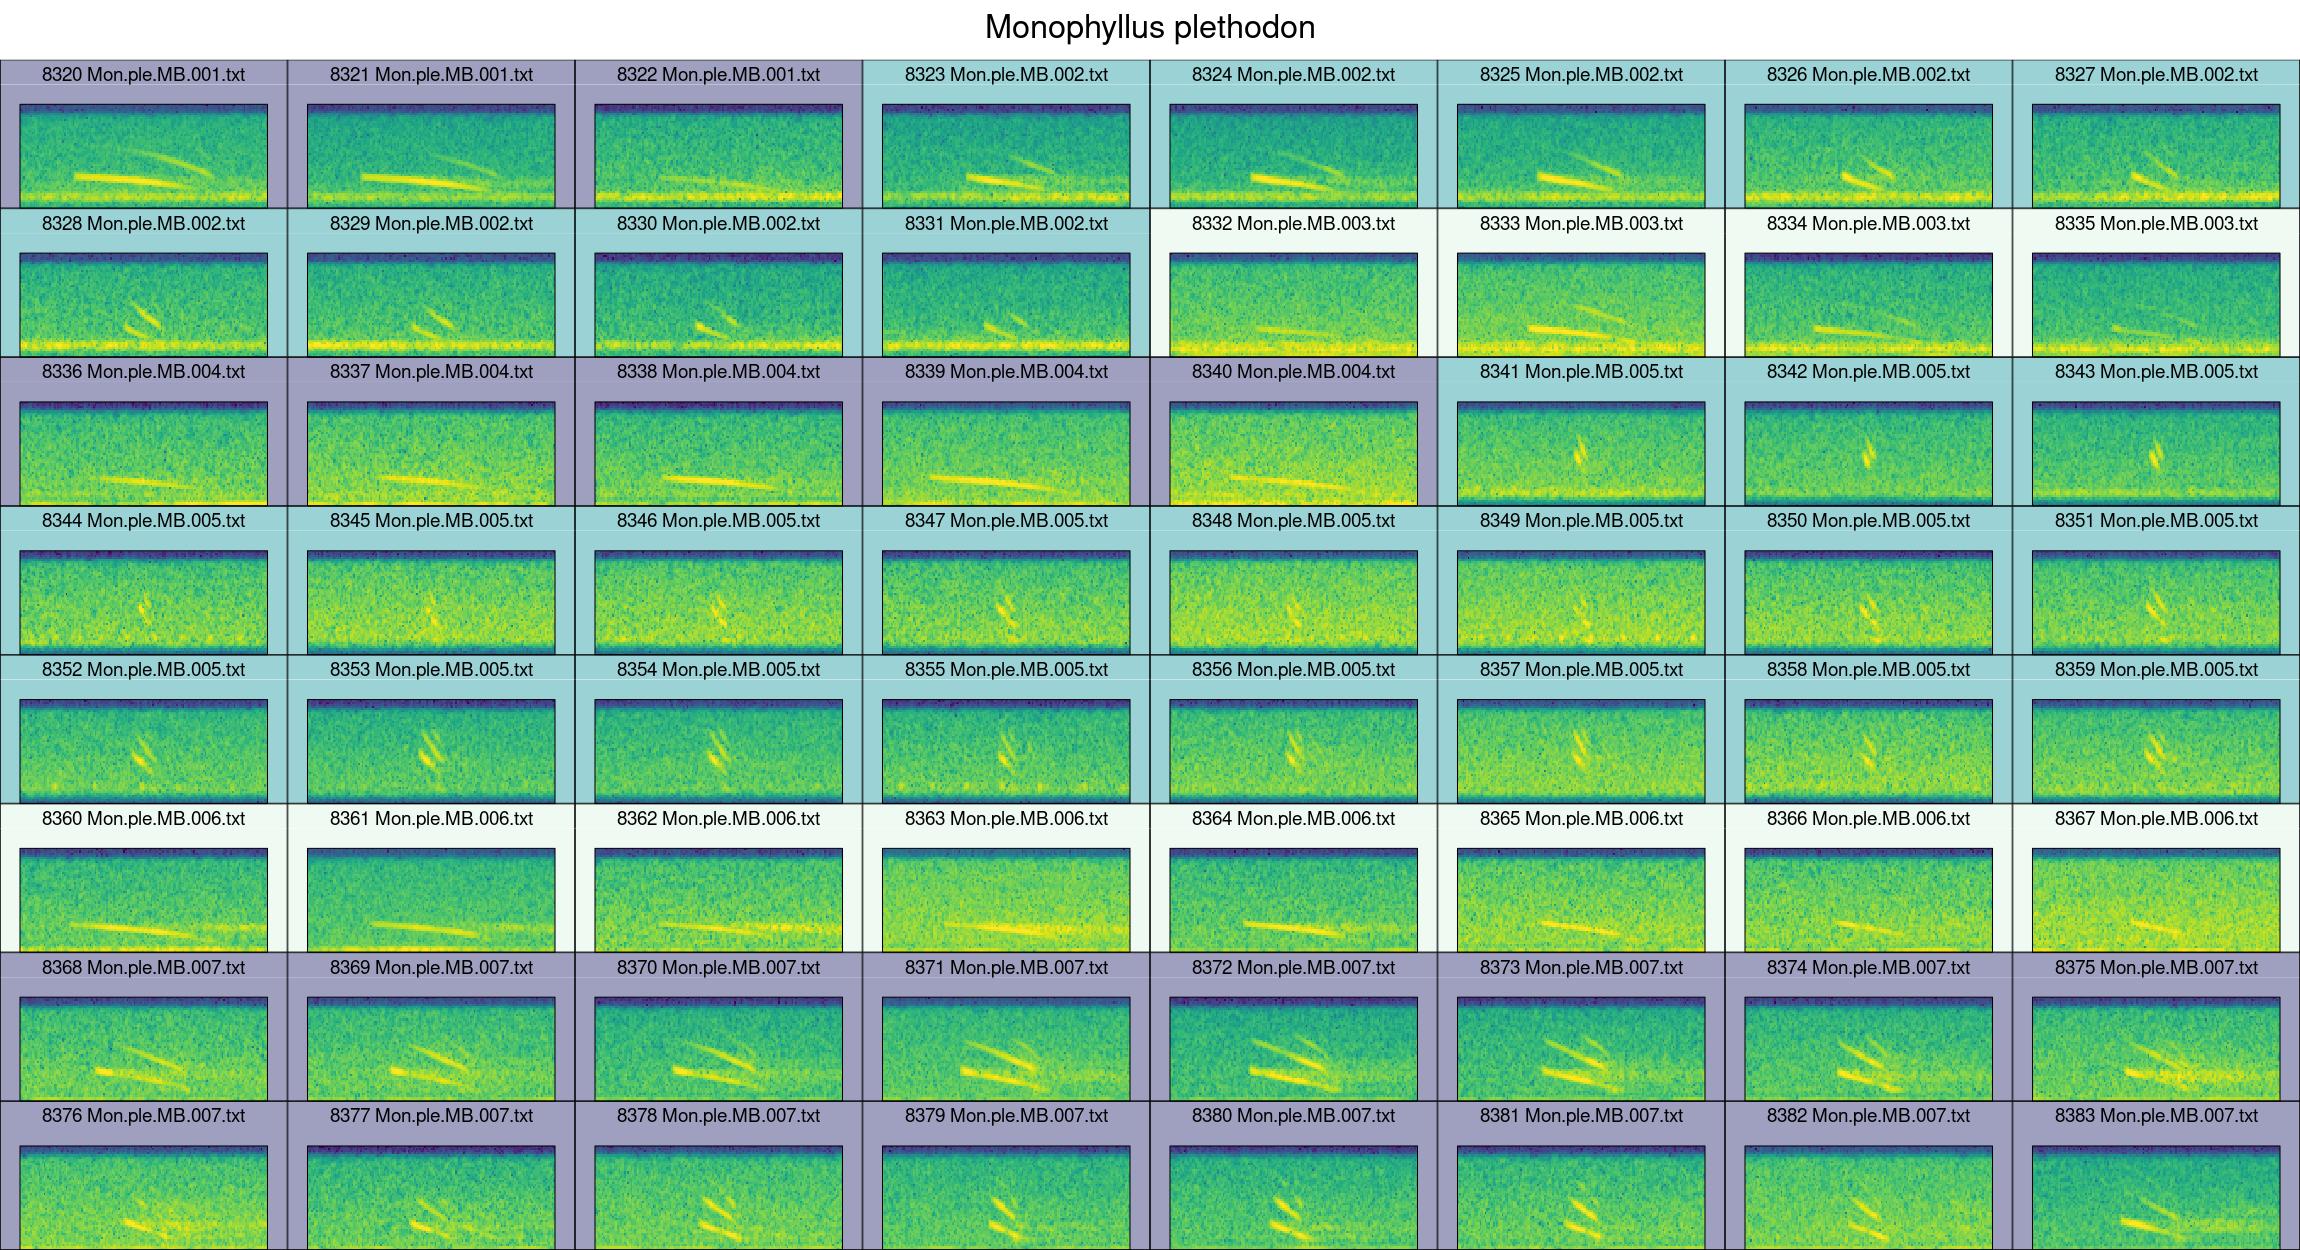 Monophyllus plethodon
8320 Mon.ple.MB.001.txt 8321 Mon.ple.MB.001.txt 8322 Mon.ple.MB.001.txt 8323 Mon.ple.MB.002.txt 8324 Mon.ple.MB.002.txt 8325 Mon.ple.MB.002.txt 8326 Mon.ple.MB.002.txt 8327 Mon.ple.MB.002.txt
8328 Mon.ple.MB.002.txt 8329 Mon.ple.MB.002.txt 8330 Mon.ple.MB.002.txt 8331 Mon.ple.MB.002.txt 8332 Mon.ple.MB.003.txt 8333 Mon.ple.MB.003.txt 8334 Mon.ple.MB.003.txt 8335 Mon.ple.MB.003.txt
8336 Mon.ple.MB.004.txt 8337 Mon.ple.MB.004.txt 8338 Mon.ple.MB.004.txt 8339 Mon.ple.MB.004.txt 8340 Mon.ple.MB.004.txt 8341 Mon.ple.MB.005.txt 8342 Mon.ple.MB.005.txt 8343 Mon.ple.MB.005.txt
8344 Mon.ple.MB.005.txt 8345 Mon.ple.MB.005.txt 8346 Mon.ple.MB.005.txt 8347 Mon.ple.MB.005.txt 8348 Mon.ple.MB.005.txt 8349 Mon.ple.MB.005.txt 8350 Mon.ple.MB.005.txt 8351 Mon.ple.MB.005.txt
8352 Mon.ple.MB.005.txt 8353 Mon.ple.MB.005.txt 8354 Mon.ple.MB.005.txt 8355 Mon.ple.MB.005.txt 8356 Mon.ple.MB.005.txt 8357 Mon.ple.MB.005.txt 8358 Mon.ple.MB.005.txt 8359 Mon.ple.MB.005.txt
8360 Mon.ple.MB.006.txt 8361 Mon.ple.MB.006.txt 8362 Mon.ple.MB.006.txt 8363 Mon.ple.MB.006.txt 8364 Mon.ple.MB.006.txt 8365 Mon.ple.MB.006.txt 8366 Mon.ple.MB.006.txt 8367 Mon.ple.MB.006.txt
8368 Mon.ple.MB.007.txt 8369 Mon.ple.MB.007.txt 8370 Mon.ple.MB.007.txt 8371 Mon.ple.MB.007.txt 8372 Mon.ple.MB.007.txt 8373 Mon.ple.MB.007.txt 8374 Mon.ple.MB.007.txt 8375 Mon.ple.MB.007.txt
8376 Mon.ple.MB.007.txt 8377 Mon.ple.MB.007.txt 8378 Mon.ple.MB.007.txt 8379 Mon.ple.MB.007.txt 8380 Mon.ple.MB.007.txt 8381 Mon.ple.MB.007.txt 8382 Mon.ple.MB.007.txt 8383 Mon.ple.MB.007.txt